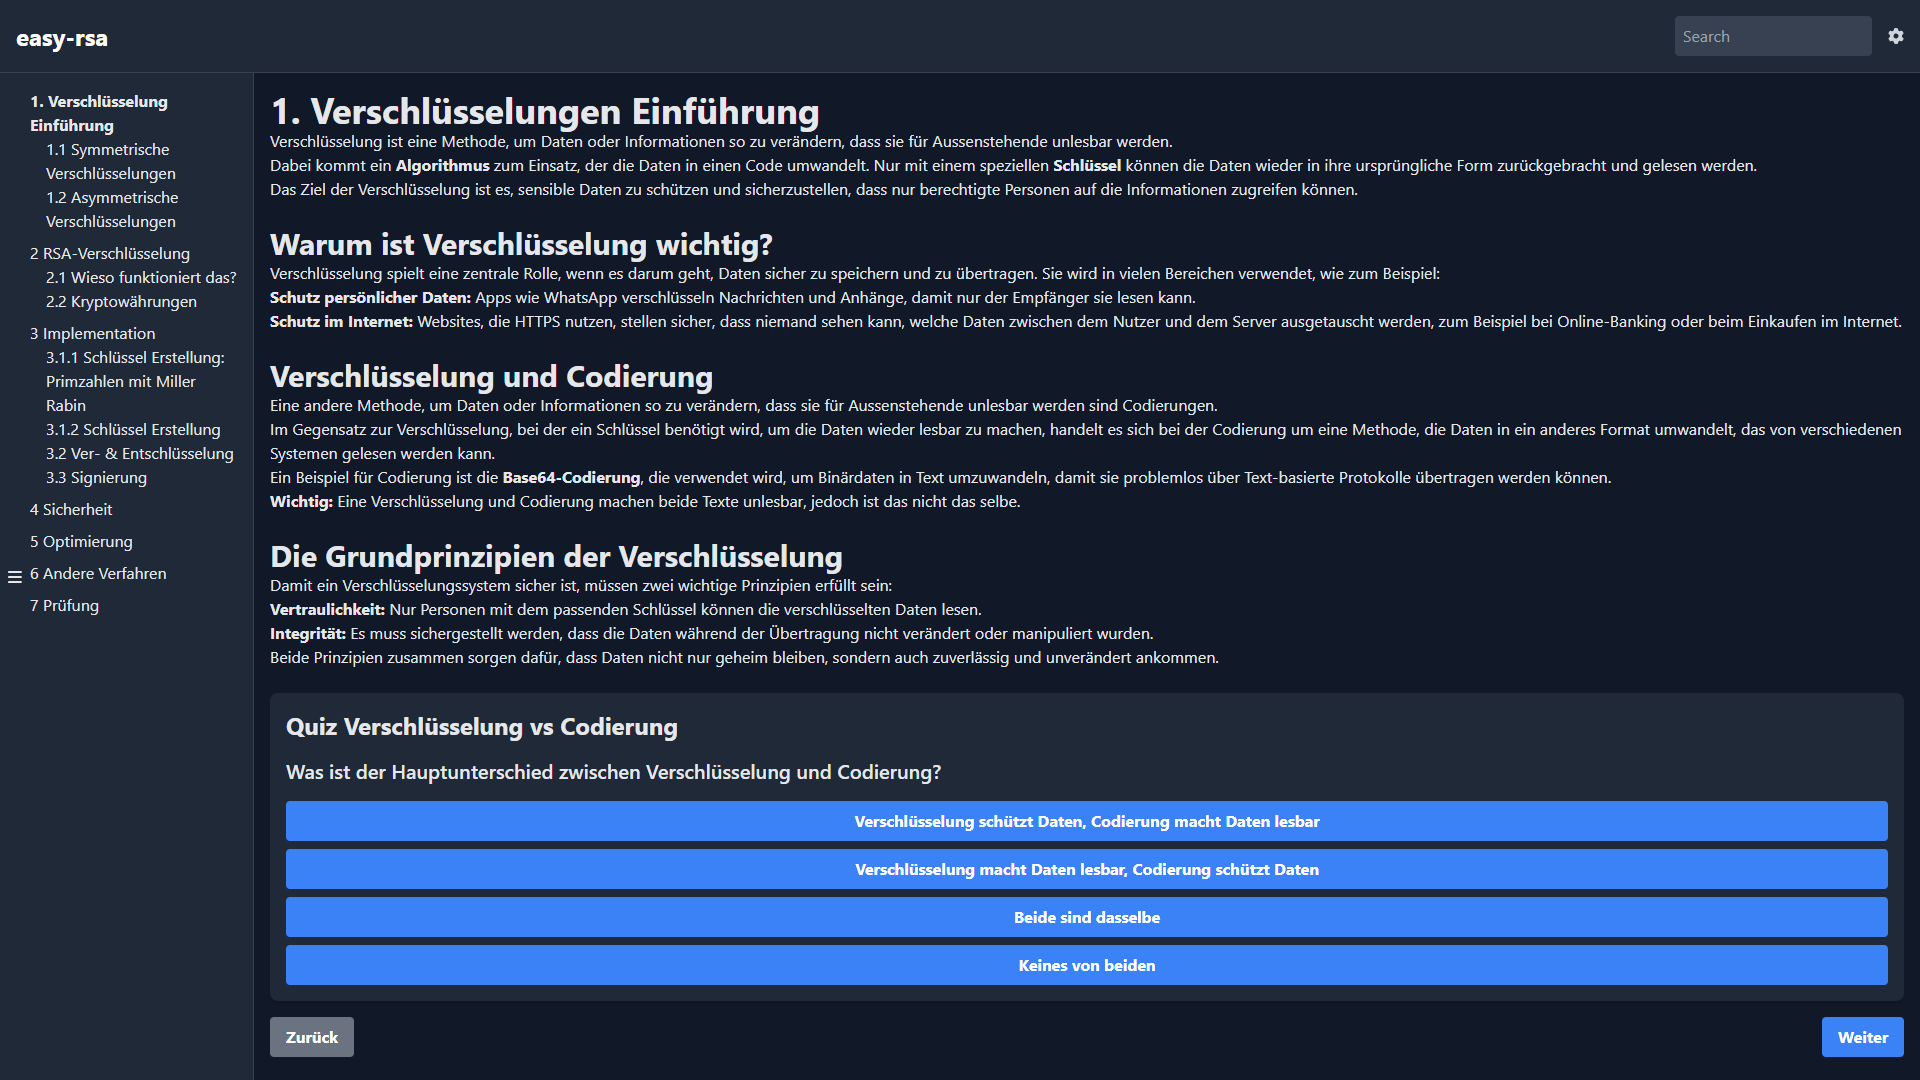 easy-rsa
Search
1. Verschlüsselung
Einführung
1.1 Symmetrische
Verschlüsselungen
1.2 Asymmetrische
Verschlüsselungen
2 RSA-Verschlüsselung
2.1 Wieso funktioniert das?
2.2 Kryptowährungen
3 Implementation
3.1.1 Schlüssel Erstellung:
Primzahlen mit Miller
Rabin
3.1.2 Schlüssel Erstellung
3.2 Ver- & Entschlüsselung
3.3 Signierung
4 Sicherheit
5 Optimierung
6 Andere Verfahren
7 Prüfung
1. Verschlüsselungen Einführung
Verschlüsselung ist eine Methode, um Daten oder Informationen so zu verändern, dass sie für Aussenstehende unlesbar werden.
Dabei kommt ein Algorithmus zum Einsatz, der die Daten in einen Code umwandelt. Nur mit einem speziellen Schlüssel können die Daten wieder in ihre ursprüngliche Form zurückgebracht und gelesen werden.
Das Ziel der Verschlüsselung ist es, sensible Daten zu schützen und sicherzustellen, dass nur berechtigte Personen auf die Informationen zugreifen können.
Warum ist Verschlüsselung wichtig?
Verschlüsselung spielt eine zentrale Rolle, wenn es darum geht, Daten sicher zu speichern und zu übertragen. Sie wird in vielen Bereichen verwendet, wie zum Beispiel:
Schutz persönlicher Daten: Apps wie WhatsApp verschlüsseln Nachrichten und Anhänge, damit nur der Empfänger sie lesen kann.
Schutz im Internet: Websites, die HTTPS nutzen, stellen sicher, dass niemand sehen kann, welche Daten zwischen dem Nutzer und dem Server ausgetauscht werden, zum Beispiel bei Online-Banking oder beim Einkaufen im Internet.
Verschlüsselung und Codierung
Eine andere Methode, um Daten oder Informationen so zu verändern, dass sie für Aussenstehende unlesbar werden sind Codierungen.
Im Gegensatz zur Verschlüsselung, bei der ein Schlüssel benötigt wird, um die Daten wieder lesbar zu machen, handelt es sich bei der Codierung um eine Methode, die Daten in ein anderes Format umwandelt, das von verschiedenen
Systemen gelesen werden kann.
Ein Beispiel für Codierung ist die Base64-Codierung, die verwendet wird, um Binärdaten in Text umzuwandeln, damit sie problemlos über Text-basierte Protokolle übertragen werden können.
Wichtig: Eine Verschlüsselung und Codierung machen beide Texte unlesbar, jedoch ist das nicht das selbe.
Die Grundprinzipien der Verschlüsselung
Damit ein Verschlüsselungssystem sicher ist, müssen zwei wichtige Prinzipien erfüllt sein:
Vertraulichkeit: Nur Personen mit dem passenden Schlüssel können die verschlüsselten Daten lesen.
Integrität: Es muss sichergestellt werden, dass die Daten während der Übertragung nicht verändert oder manipuliert wurden.
Beide Prinzipien zusammen sorgen dafür, dass Daten nicht nur geheim bleiben, sondern auch zuverlässig und unverändert ankommen.
Quiz Verschlüsselung vs Codierung
Was ist der Hauptunterschied zwischen Verschlüsselung und Codierung?
Verschlüsselung schützt Daten, Codierung macht Daten lesbar
Verschlüsselung macht Daten lesbar, Codierung schützt Daten
Beide sind dasselbe
Keines von beiden
Zurück
Weiter